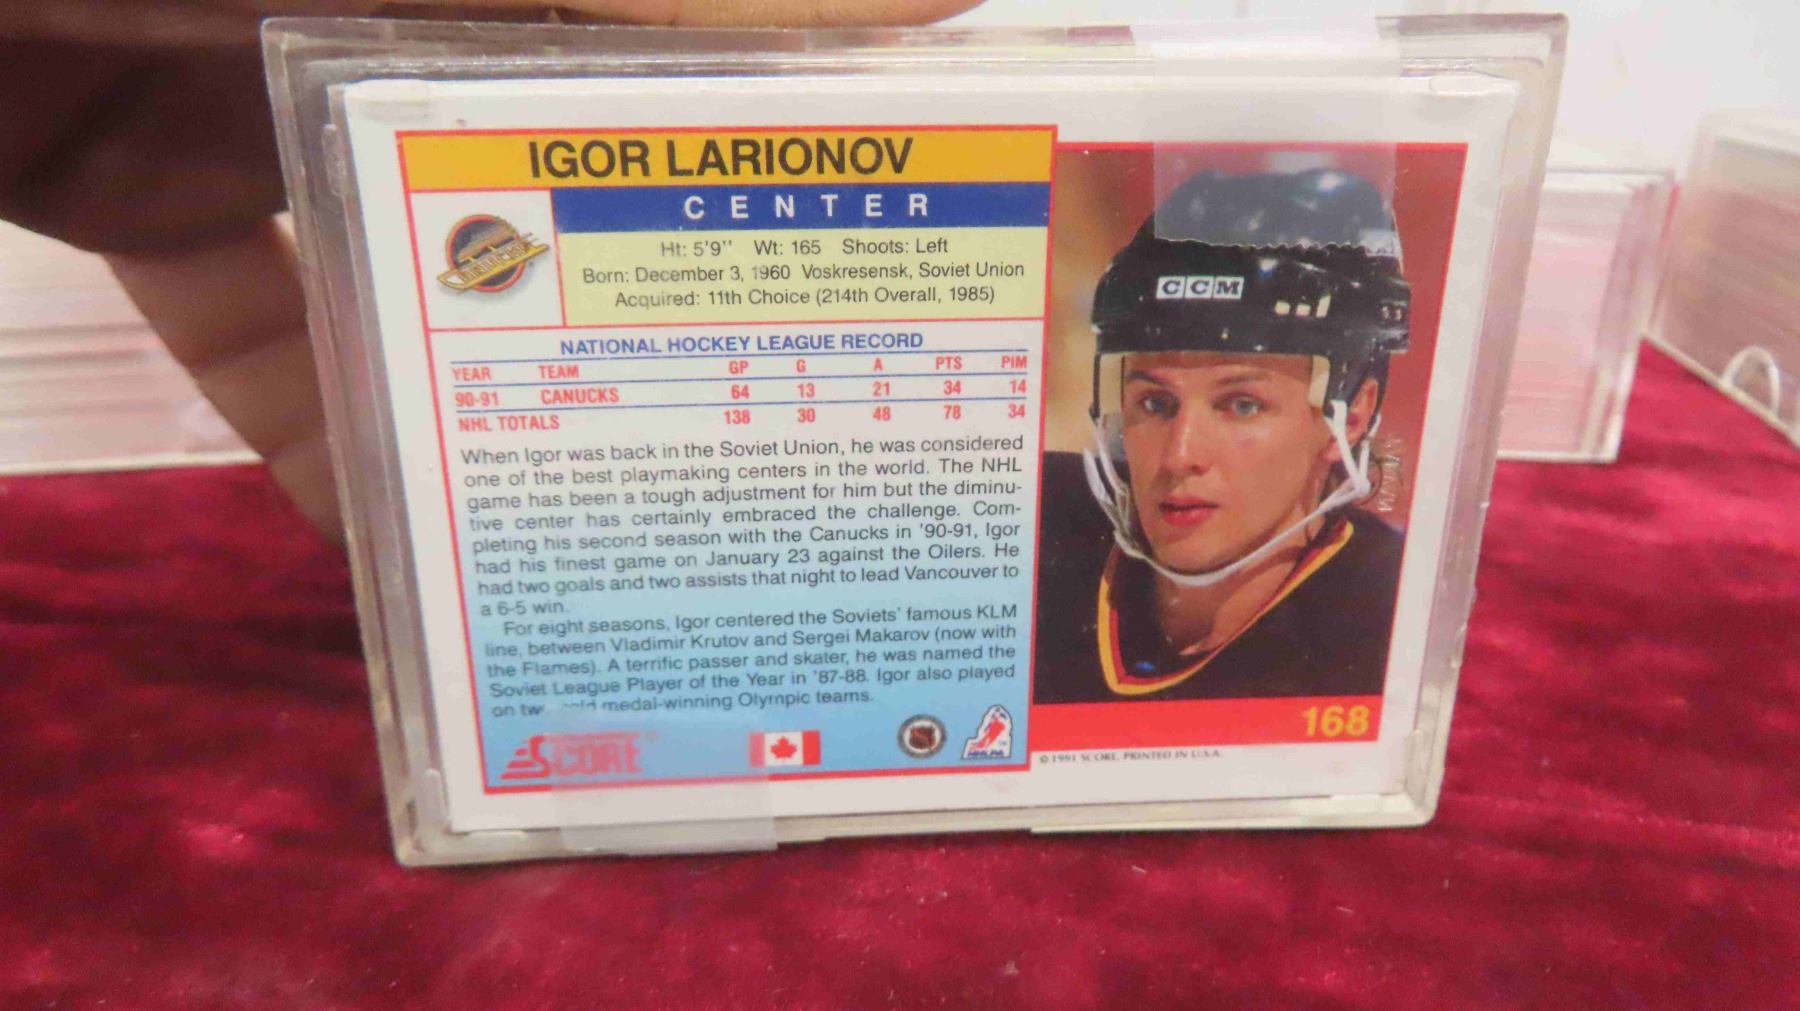 IGOR LARIONOV
CENTER
Ht: 5'9'' Wt: 165 Shoots: Left
Born: December 3, 1960 Voskresensk, Soviet Union
Acquired: 11th Choice (214th Overall, 1985)
NATIONAL HOCKEY LEAGUE RECORD
YEAR TEAM GP G A PTS PIM
90-91 CANUCKS 64 13 21 34 14
NHL TOTALS 138 30 48 78 34
When Igor was back in the Soviet Union, he was considered
one of the best playmaking centers in the world. The NHL
game has been a tough adjustment for him but the diminu-
tive center has certainly embraced the challenge. Com-
pleting his second season with the Canucks in '90-91, Igor
had his finest game on January 23 against the Oilers. He
had two goals and two assists that night to lead Vancouver to
a 6-5 win.
For eight seasons, Igor centered the Soviets' famous KLM
line, between Vladimir Krutov and Sergei Makarov (now with
the Flames). A terrific passer and skater, he was named the
Soviet League Player of the Year in '87-88. Igor also played
on medal-winning Olympic teams.
SCORE
NHLPA
CCM
168
© 1991 SCORE, PRINTED IN U.S.A.